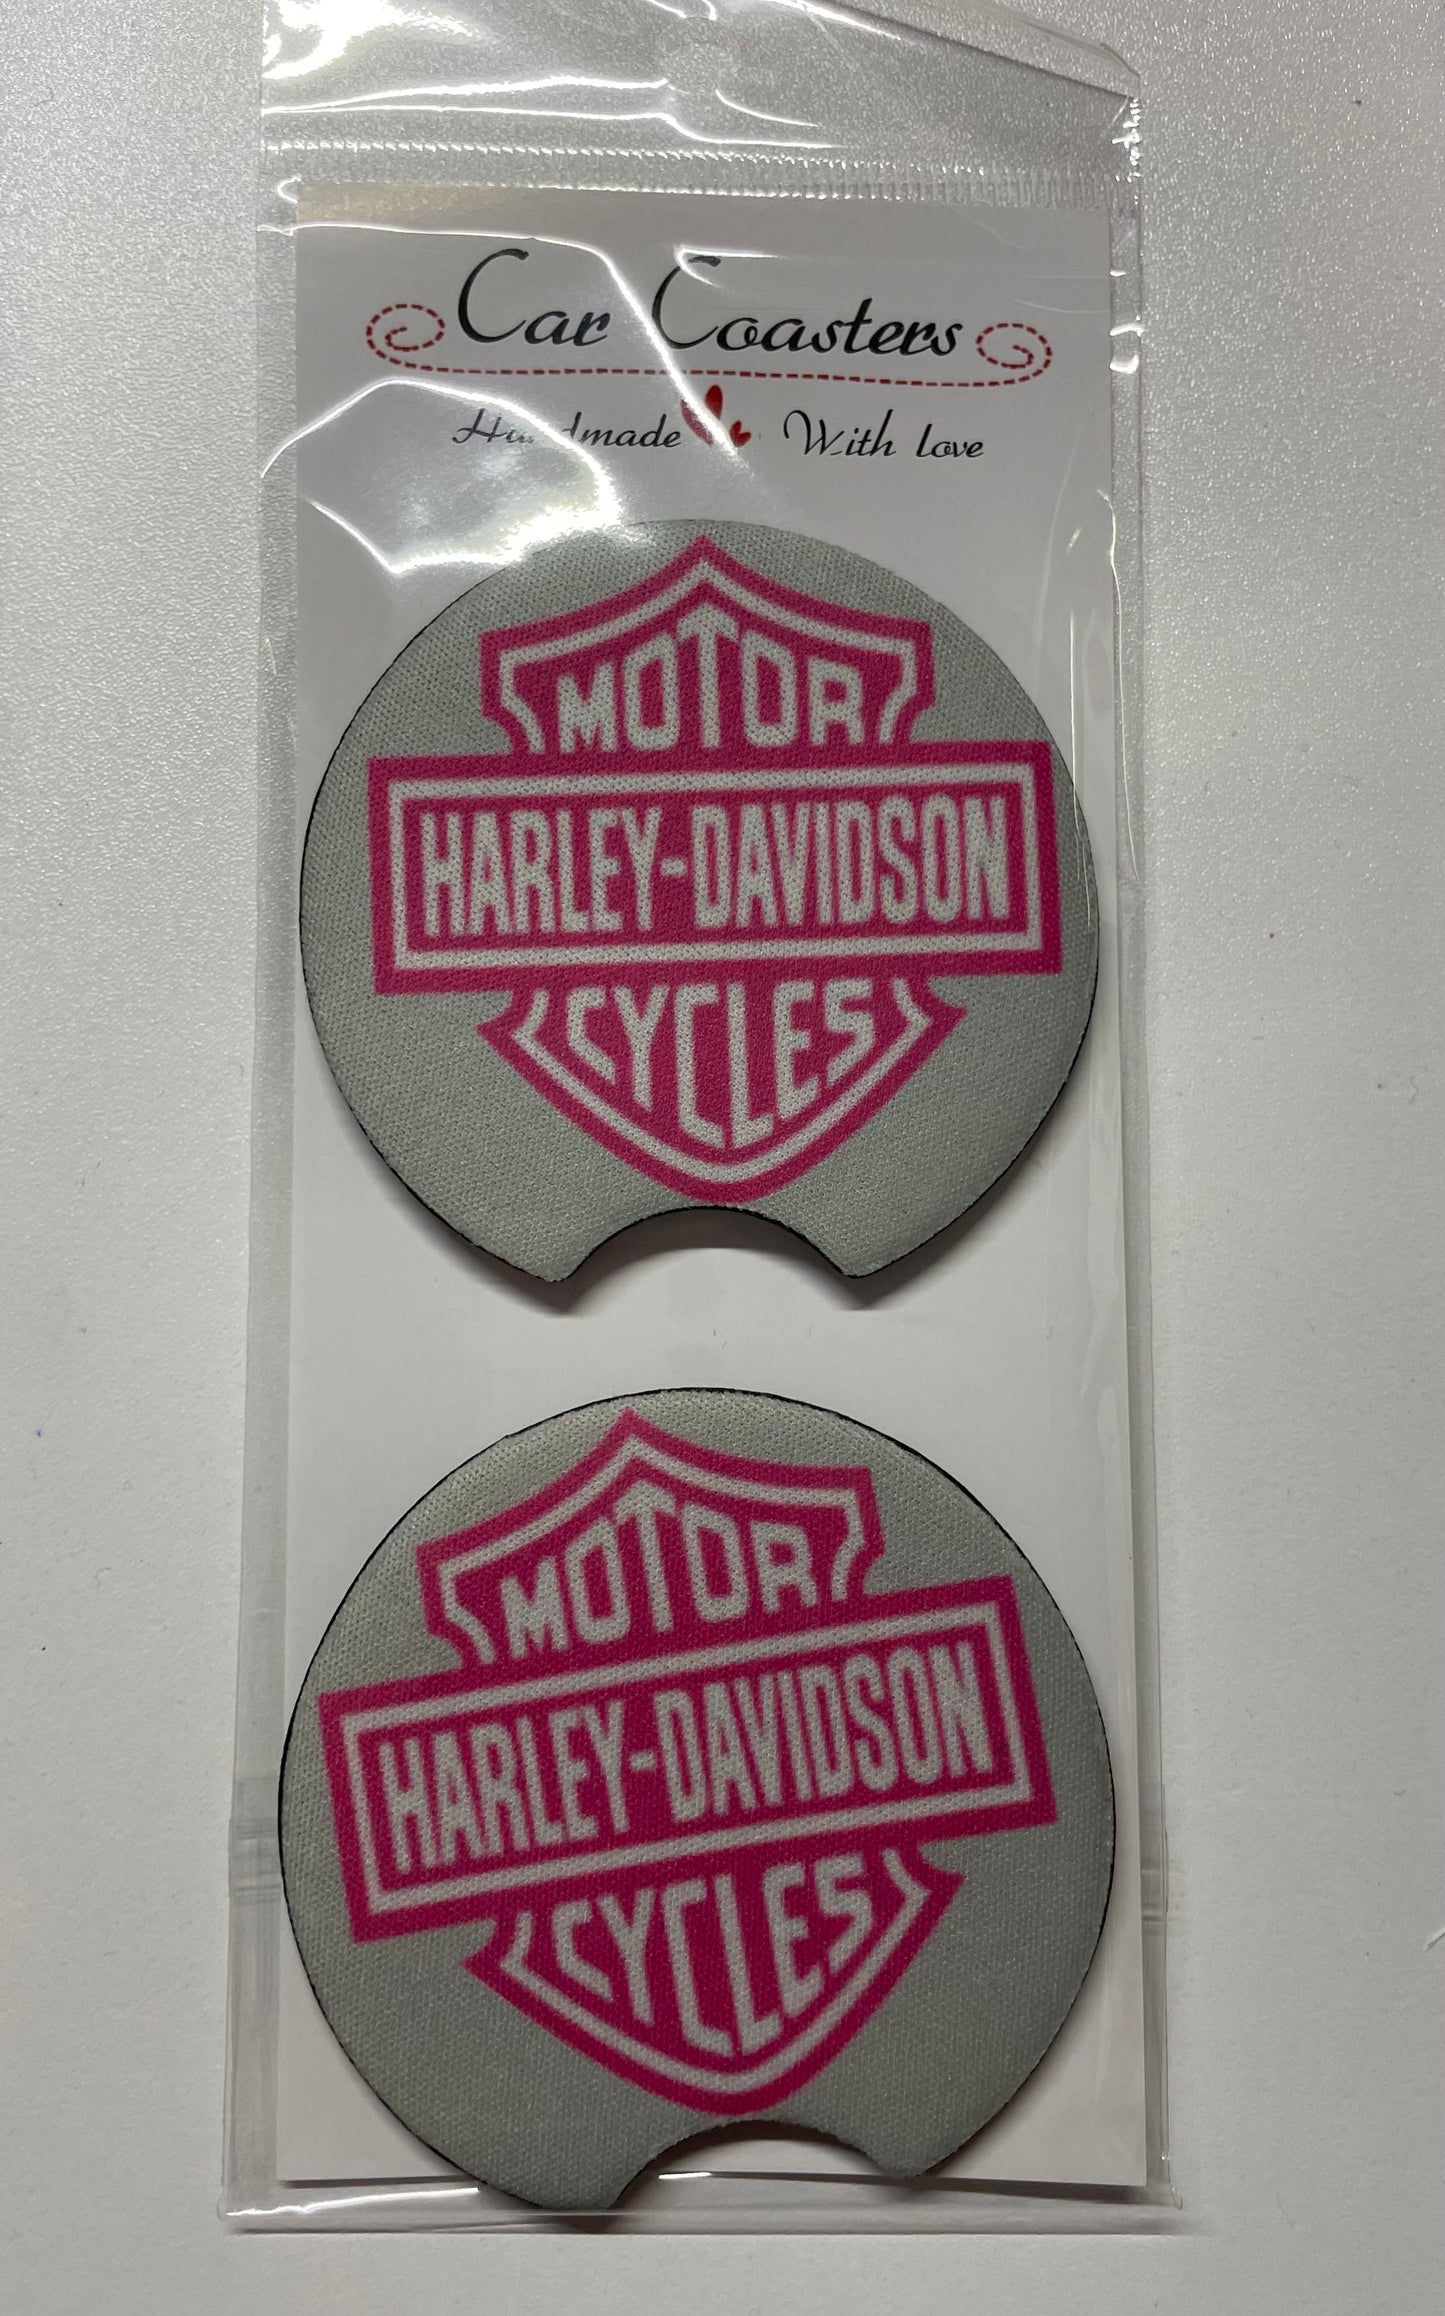 Car Coasters
Handmade With love
MOTOR
HARLEY-DAVIDSON
CYCLES
MOTOR
HARLEY-DAVIDSON
CYCLES